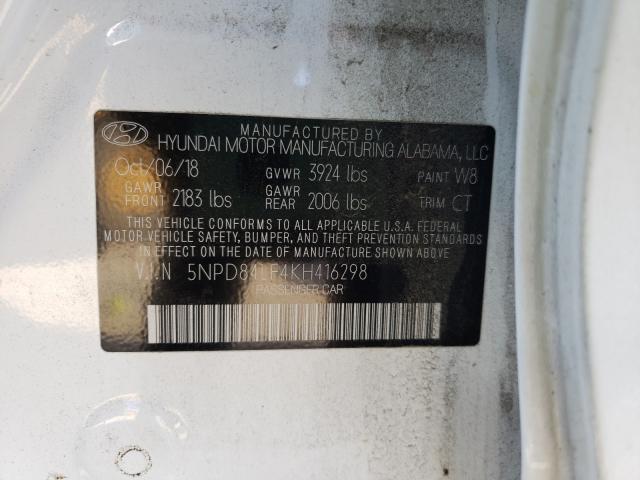 MANUFACTURED BY
HYUNDAI MOTOR MANUFACTURING ALABAMA, LLC
Oct/06/18 GVWR 3924 lbs PAINT W8
GAWR FRONT 2183 lbs GAWR REAR 2006 lbs TRIM CT
THIS VEHICLE CONFORMS TO ALL APPLICABLE U.S.A. FEDERAL
MOTOR VEHICLE SAFETY, BUMPER, AND THEFT PREVENTION STANDARDS
IN EFFECT ON THE DATE OF MANUFACTURE SHOWN ABOVE.
V.I.N 5NPD84LF4KH416298
PASSENGER CAR